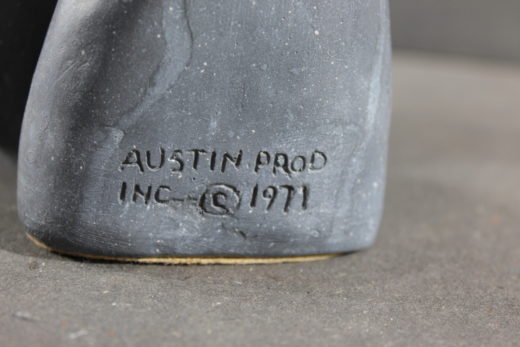 AUSTIN PROD
INC © 1971